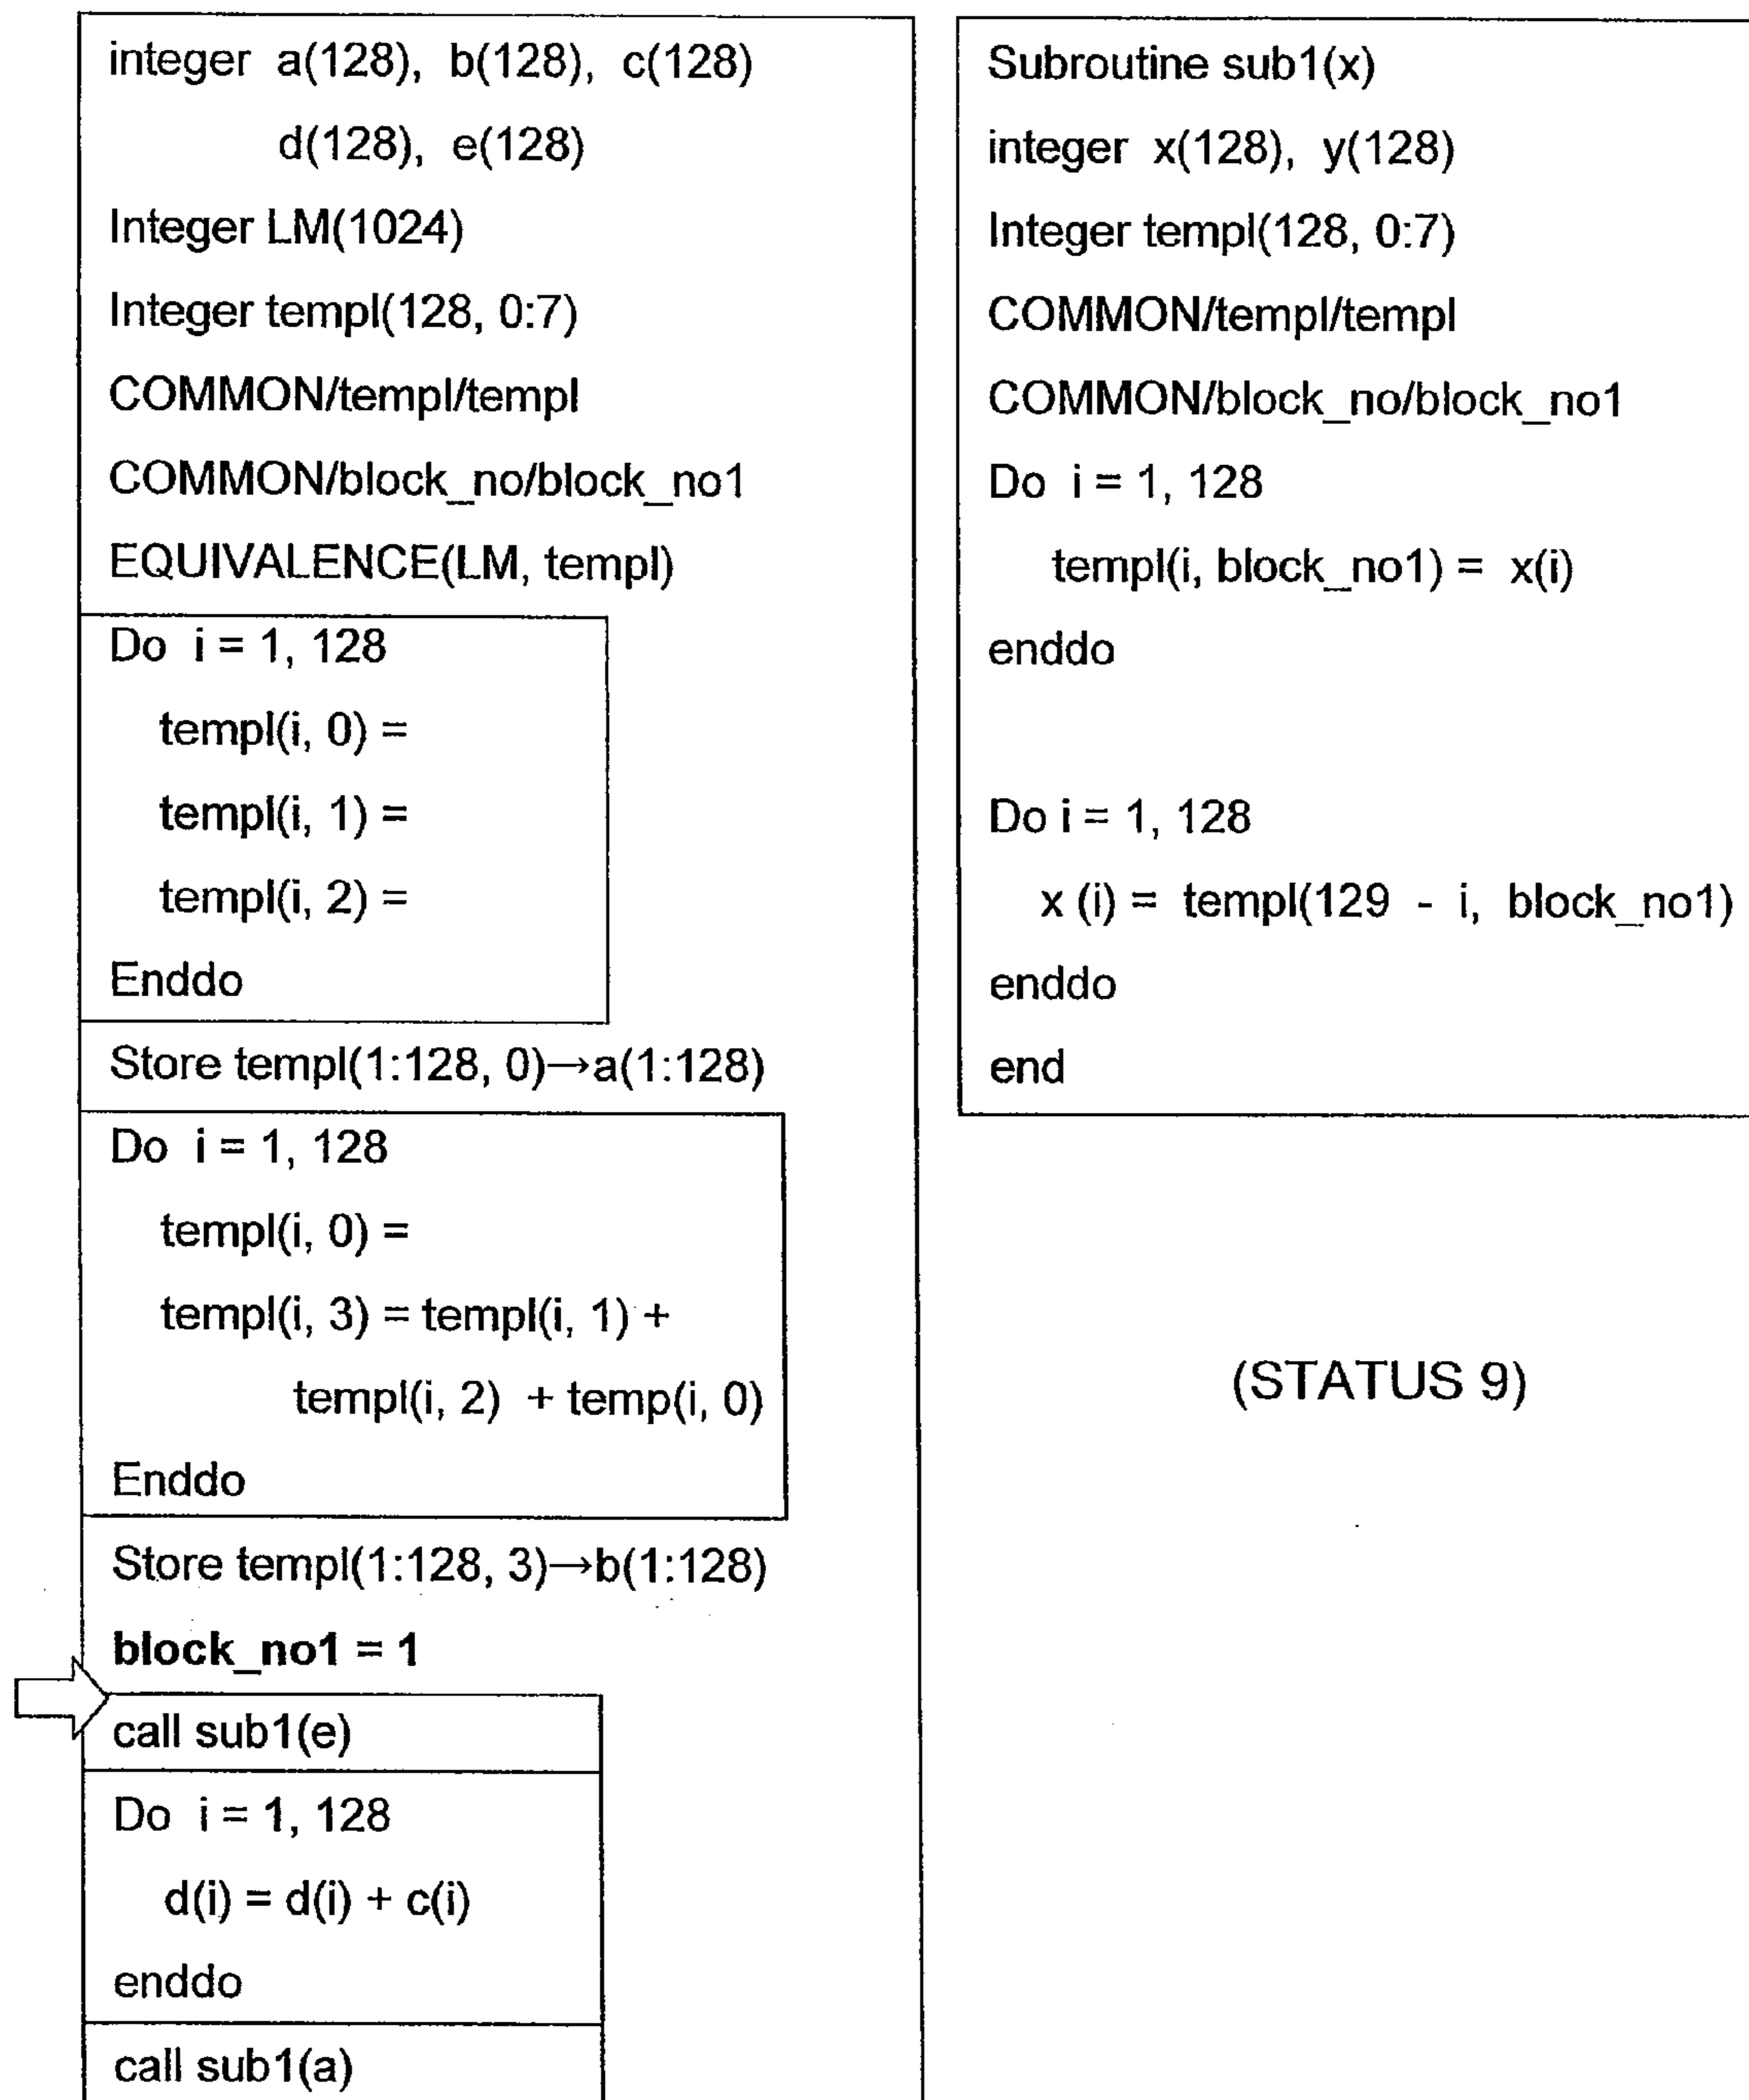 integer a(128), b(128), c(128)
d(128), e(128)
Integer LM(1024)
Integer templ(128, 0:7)
COMMON/templ/templ
COMMON/block_no/block_no1
EQUIVALENCE(LM, templ)
Do i = 1, 128
templ(i, 0) =
templ(i, 1) =
templ(i, 2) =
Enddo
Store templ(1:128, 0)→a(1:128)
Do i = 1, 128
templ(i, 0) =
templ(i, 3) = templ(i, 1) +
templ(i, 2) + temp(i, 0)
Enddo
Store templ(1:128, 3)→b(1:128)
block_no1 = 1
call sub1(e)
Do i = 1, 128
d(i) = d(i) + c(i)
enddo
call sub1(a)
Subroutine sub1(x)
integer x(128), y(128)
Integer templ(128, 0:7)
COMMON/templ/templ
COMMON/block_no/block_no1
Do i = 1, 128
templ(i, block_no1) = x(i)
enddo
Do i = 1, 128
x (i) = templ(129 - i, block_no1)
enddo
end
(STATUS 9)